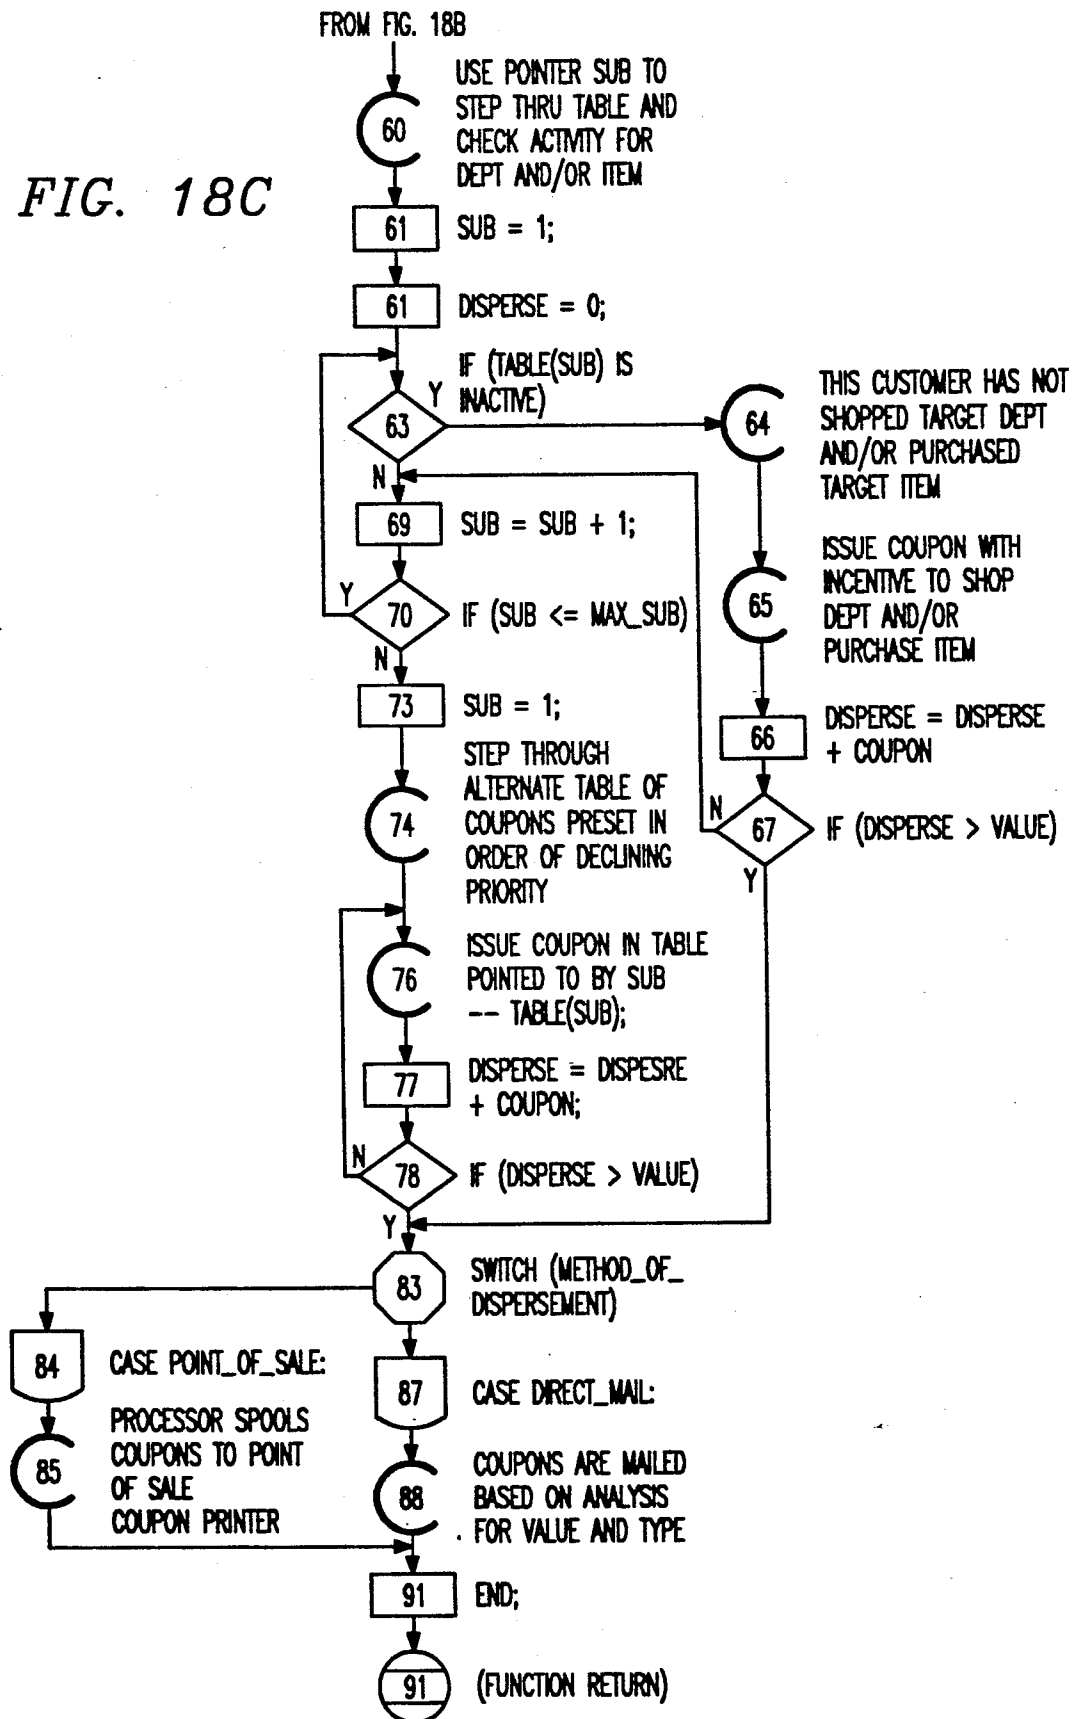 FROM FIG. 18B
USE POINTER SUB TO
STEP THRU TABLE AND
CHECK ACTIVITY FOR
DEPT AND/OR ITEM
60
FIG. 18C
61
SUB = 1;
61
DISPERSE = 0;
IF (TABLE(SUB) IS
INACTIVE)
Y
63
N
64
THIS CUSTOMER HAS NOT
SHOPPED TARGET DEPT
AND/OR PURCHASED
TARGET ITEM
69
SUB = SUB + 1;
65
ISSUE COUPON WITH
INCENTIVE TO SHOP
DEPT AND/OR
PURCHASE ITEM
Y
70
IF (SUB <= MAX_SUB)
N
73
SUB = 1;
66
DISPERSE = DISPERSE
+ COUPON
74
STEP THROUGH
ALTERNATE TABLE OF
COUPONS PRESET IN
ORDER OF DECLINING
PRIORITY
N
67
IF (DISPERSE > VALUE)
Y
76
ISSUE COUPON IN TABLE
POINTED TO BY SUB
-- TABLE(SUB);
77
DISPERSE = DISPESRE
+ COUPON;
N
78
IF (DISPERSE > VALUE)
Y
83
SWITCH (METHOD_OF_
DISPERSEMENT)
84
CASE POINT_OF_SALE:
87
CASE DIRECT_MAIL:
85
PROCESSOR SPOOLS
COUPONS TO POINT
OF SALE
COUPON PRINTER
88
COUPONS ARE MAILED
BASED ON ANALYSIS
FOR VALUE AND TYPE
91
END;
91
(FUNCTION RETURN)